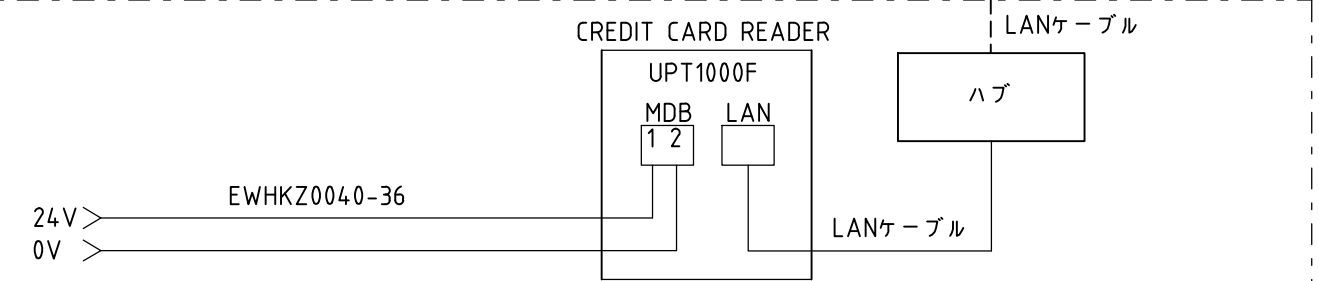 LANケーブル
CREDIT CARD READER
UPT1000F
ハブ
MDB LAN
1 2
EWHKZ0040-36
24V
LANケーブル
0V